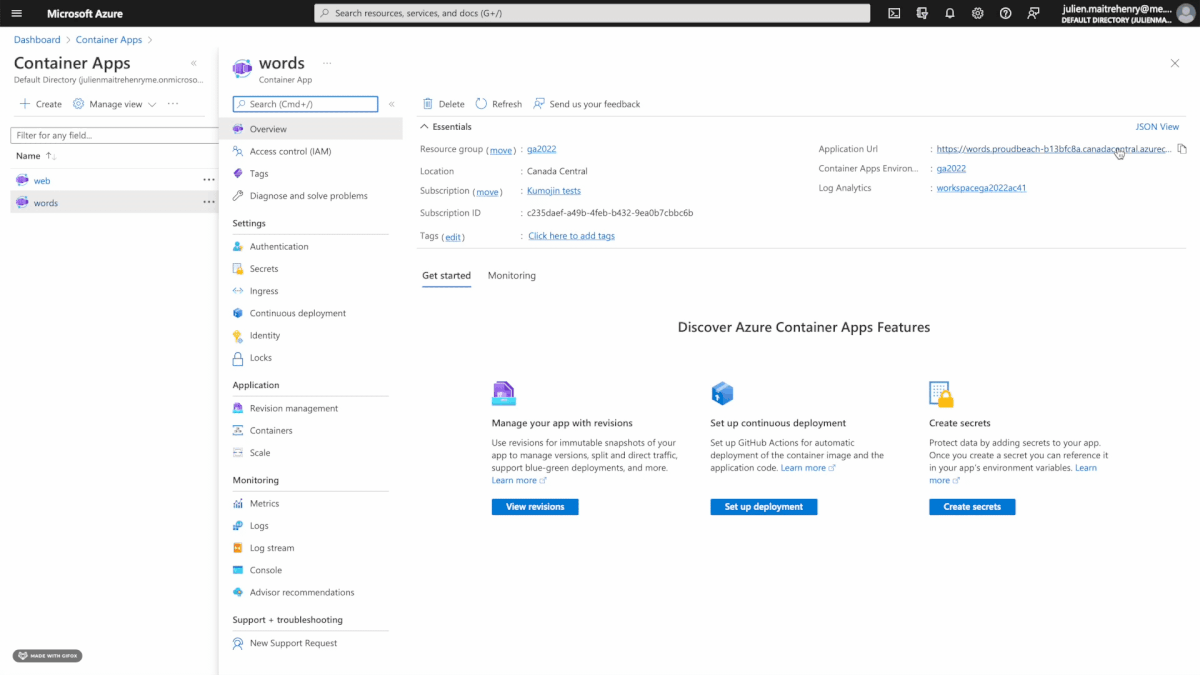 Microsoft Azure
Search resources, services, and docs (G+/)
julien.maitrehenry@me....
DEFAULT DIRECTORY (JULIENMA...
Dashboard > Container Apps >
Container Apps
Default Directory (julienmaitrehenryme.onmicroso...
Create
Manage view
Filter for any field...
Name
web
words
words
Container App
Search (Cmd+/)
Overview
Access control (IAM)
Tags
Diagnose and solve problems
Settings
Authentication
Secrets
Ingress
Continuous deployment
Identity
Locks
Application
Revision management
Containers
Scale
Monitoring
Metrics
Logs
Log stream
Console
Advisor recommendations
Support + troubleshooting
New Support Request
Delete
Refresh
Send us your feedback
Essentials
JSON View
Resource group (move) : ga2022
Location : Canada Central
Subscription (move) : Kumojin tests
Subscription ID : c235daef-a49b-4feb-b432-9ea0b7cbbc6b
Tags (edit) : Click here to add tags
Application Url : https://words.proudbeach-b13bfc8a.canadacentral.azurec...
Container Apps Environ... : ga2022
Log Analytics : workspacega2022ac41
Get started
Monitoring
Discover Azure Container Apps Features
Manage your app with revisions
Use revisions for immutable snapshots of your
app to manage versions, split and direct traffic,
support blue-green deployments, and more.
Learn more
View revisions
Set up continuous deployment
Set up GitHub Actions for automatic
deployment of the container image and the
application code. Learn more
Set up deployment
Create secrets
Protect data by adding secrets to your app.
Once you create a secret you can reference it
in your app's environment variables. Learn
more
Create secrets
MADE WITH GIFOX